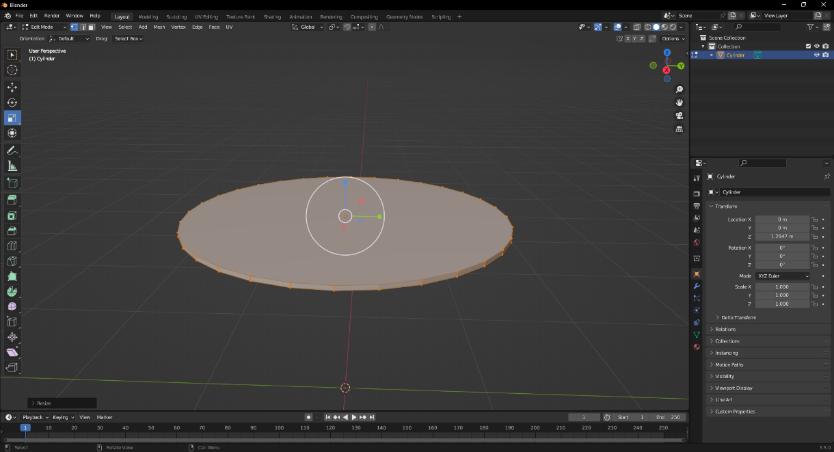 Blender
File Edit Render Window Help Layout Modeling Sculpting UV Editing Texture Paint Shading Animation Rendering Compositing Geometry Nodes Scripting + Scene View Layer
Edit Mode View Select Add Mesh Vertex Edge Face UV Global
Orientation: Default Drag: Select Box X Y Z Options
User Perspective
(1) Cylinder
Z
Y
X
Resize
Scene Collection
Collection
Cylinder
Cylinder
Cylinder
Transform
Location X 0 m
Y 0 m
Z 1.2047 m
Rotation X 0°
Y 0°
Z 0°
Mode XYZ Euler
Scale X 1.000
Y 1.000
Z 1.000
Delta Transform
Relations
Collections
Instancing
Motion Paths
Visibility
Viewport Display
Line Art
Custom Properties
Playback Keying View Marker 1 Start 1 End 250
1 10 20 30 40 50 60 70 80 90 100 110 120 130 140 150 160 170 180 190 200 210 220 230 240 250
Select Rotate View Call Menu